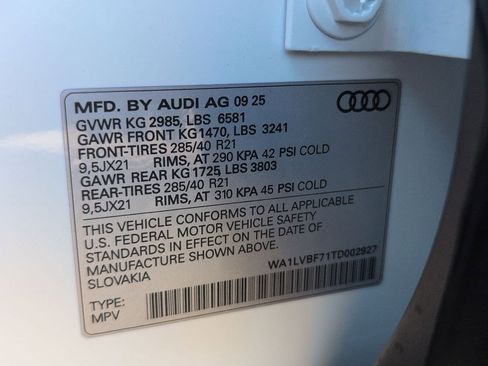 MFD. BY AUDI AG 09 25
GVWR KG 2985, LBS 6581
GAWR FRONT KG1470, LBS 3241
FRONT-TIRES 285/40 R21
9,5JX21 RIMS, AT 290 KPA 42 PSI COLD
GAWR REAR KG 1725, LBS 3803
REAR-TIRES 285/40 R21
9,5JX21 RIMS, AT 310 KPA 45 PSI COLD
THIS VEHICLE CONFORMS TO ALL APPLICABLE
U.S. FEDERAL MOTOR VEHICLE SAFETY
STANDARDS IN EFFECT ON THE DATE OF
MANUFACTURE SHOWN ABOVE.
SLOVAKIA
WA1LVBF71TD002927
TYPE:
MPV